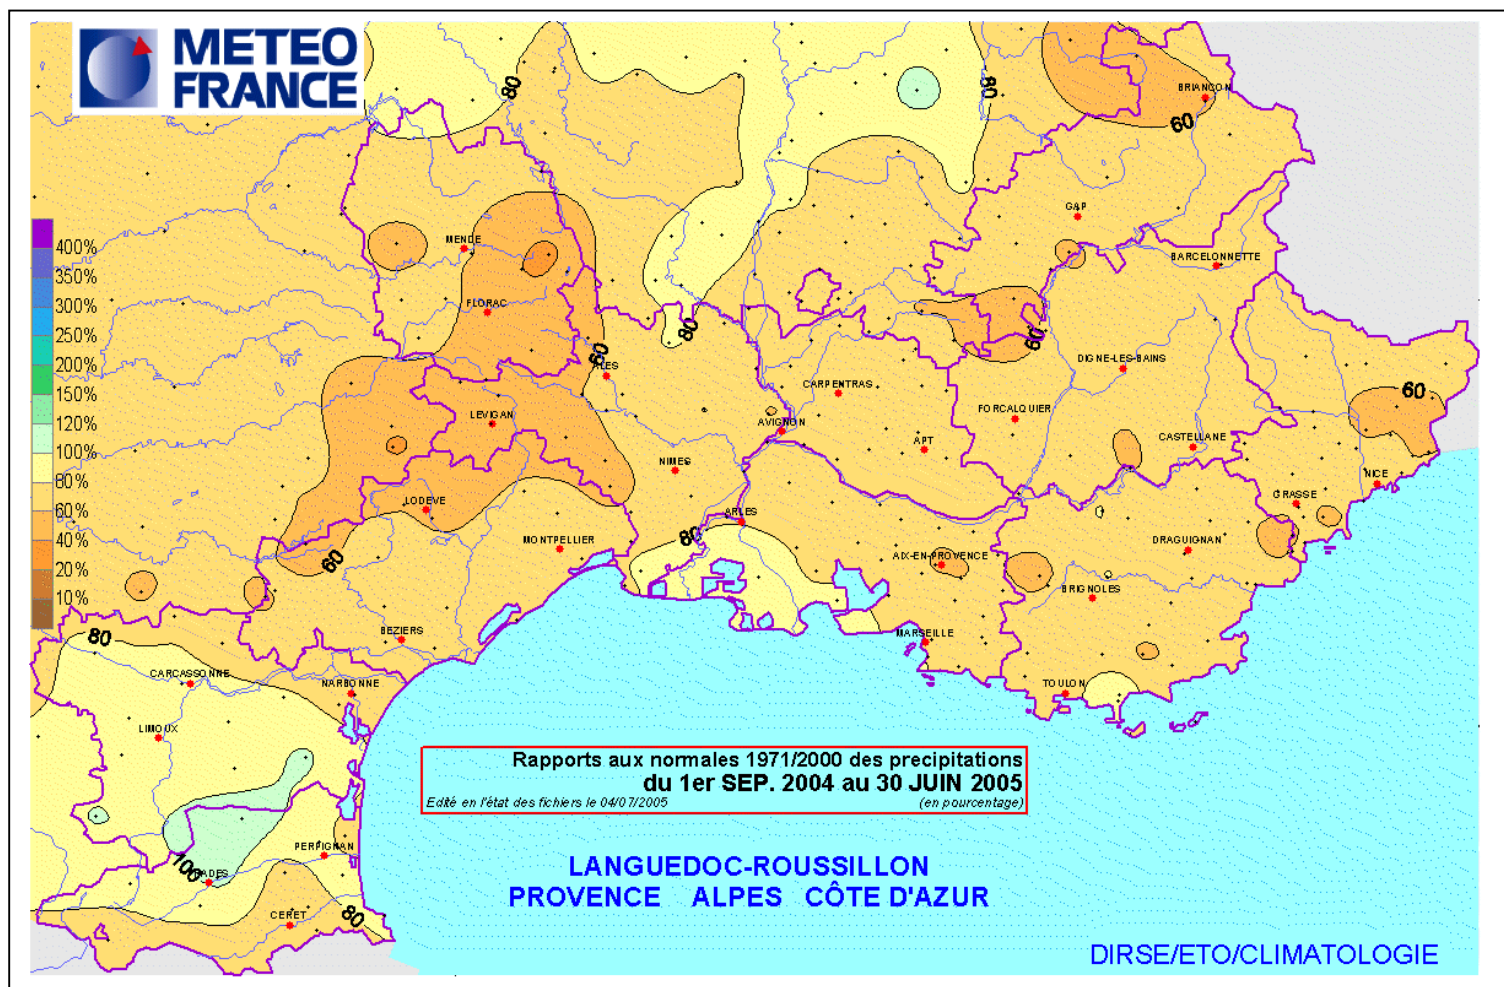 METEO
FRANCE
80
80
BRIANCON
60
GAP
MENDE
BARCELONNETTE
400%
350%
300%
250%
200%
150%
120%
100%
80%
60%
40%
20%
10%
FLORAC
80
60
60
ALES
DIGNE-LES-BAINS
CARPENTRAS
60
LEVIGAN
AVIGNON
FORCALQUIER
APT
CASTELLANE
NIMES
NICE
LODEVE
GRASSE
ARLES
80
MONTPELLIER
DRAGUIGNAN
60
AIX-EN-PROVENCE
BRIGNOLES
BEZIERS
MARSEILLE
80
CARCASSONNE
NARBONNE
TOULON
LIMOUX
Rapports aux normales 1971/2000 des precipitations
du 1er SEP. 2004 au 30 JUIN 2005
Edité en l'état des fichiers le 04/07/2005 (en pourcentage)
PERPIGNAN
100
PRADES
CERET
80
LANGUEDOC-ROUSSILLON
PROVENCE ALPES CÔTE D'AZUR
DIRSE/ETO/CLIMATOLOGIE